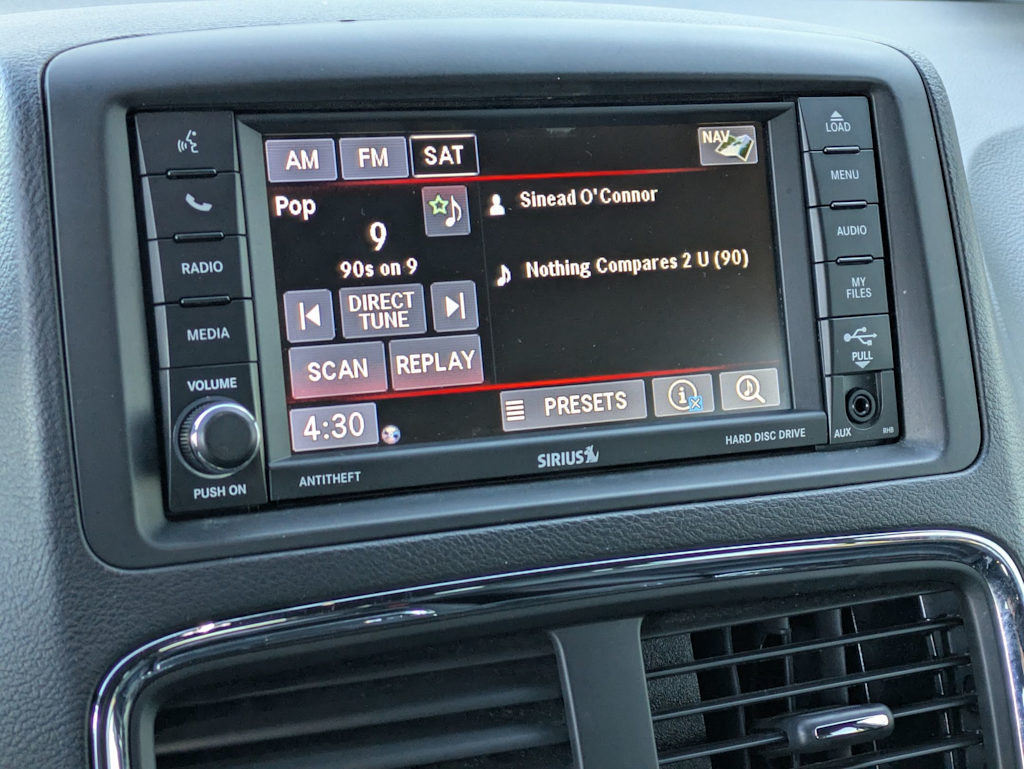 AM FM SAT
NAV
Pop
9
90s on 9
DIRECT
TUNE
SCAN REPLAY
4:30
Sinead O'Connor
Nothing Compares 2 U (90)
PRESETS
i
RADIO
MEDIA
VOLUME
PUSH ON
ANTITHEFT
SIRIUS
HARD DISC DRIVE
LOAD
MENU
AUDIO
MY
FILES
PULL
AUX
RHB